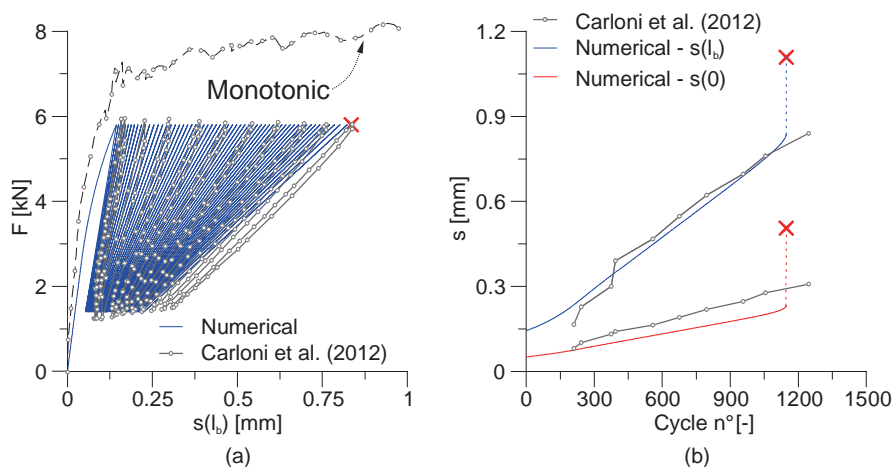 8
6
4
2
0
F [kN]
Monotonic
Numerical
Carloni et al. (2012)
0
0.25
0.5
0.75
1
s(l_b) [mm]
(a)
1.2
0.9
0.6
0.3
0
s [mm]
Carloni et al. (2012)
Numerical - s(l_b)
Numerical - s(0)
0
300
600
900
1200
1500
Cycle n° [-]
(b)